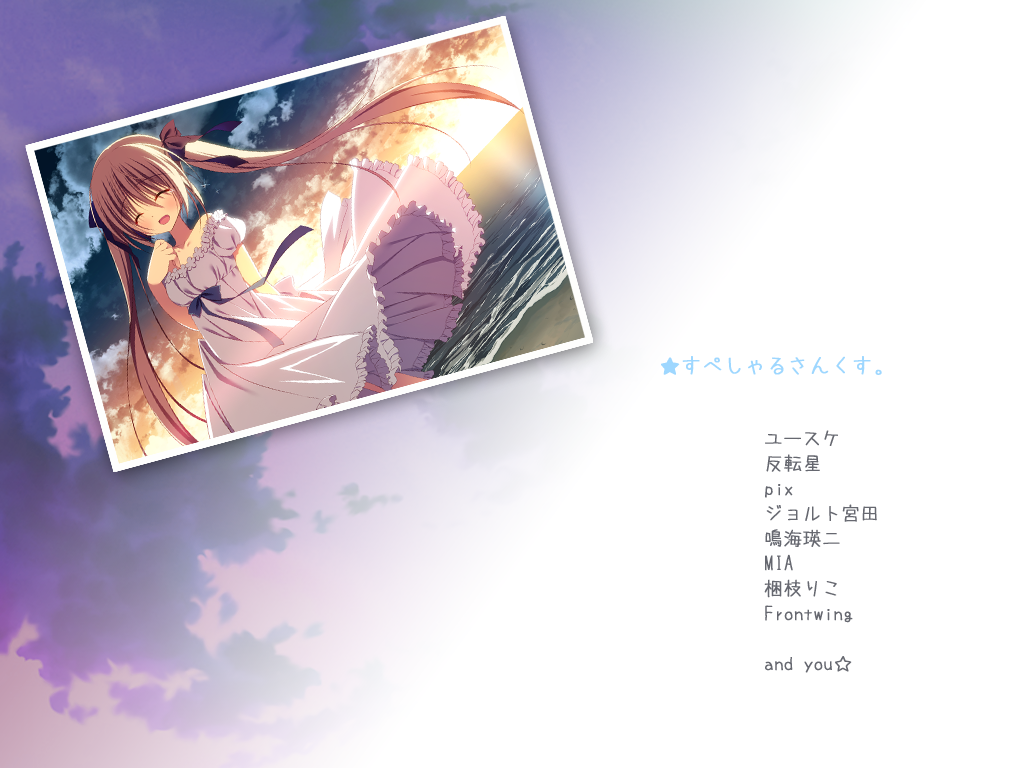 ★すぺしゃるさんくす。
ユースケ
反転星
pix
ジョルト宮田
鳴海瑛二
MIA
梱枝りこ
Frontwing
and you☆